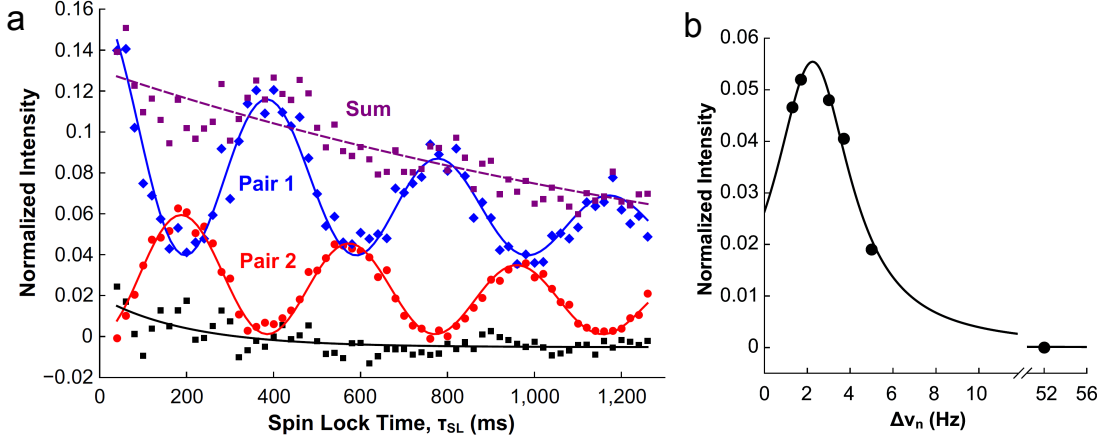 a
0.16
0.14
0.12
0.1
0.08
0.06
0.04
0.02
0
−0.02
Normalized Intensity
Sum
Pair 1
Pair 2
0 200 400 600 800 1,000 1,200
Spin Lock Time, τSL (ms)
b
0.06
0.05
0.04
0.03
0.02
0.01
0
Normalized Intensity
0 2 4 6 8 10 52 56
Δνn (Hz)